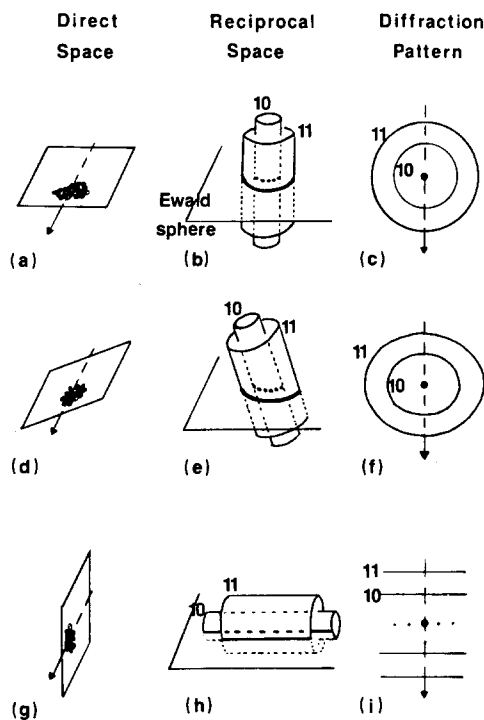 Direct Space
Reciprocal Space
Diffraction Pattern
10
11
Ewald sphere
11
10
(a)
(b)
(c)
10
11
11
10
(d)
(e)
(f)
11
10
11
10
(g)
(h)
(i)